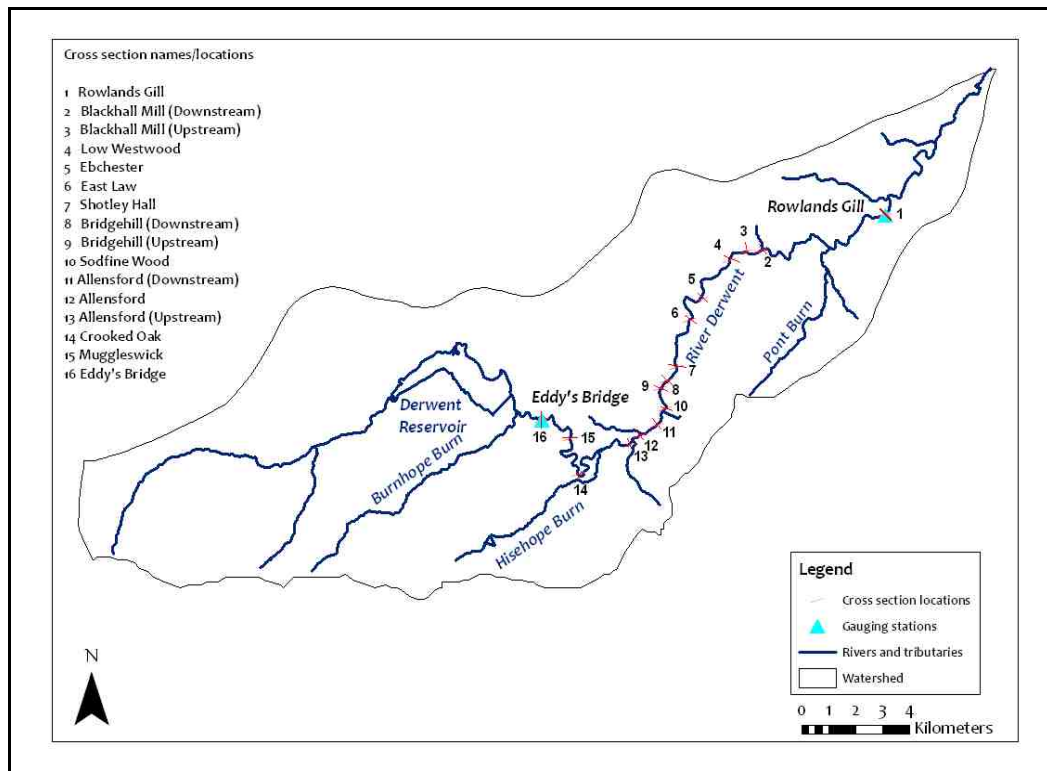 Cross section names/locations
1 Rowlands Gill
2 Blackhall Mill (Downstream)
3 Blackhall Mill (Upstream)
4 Low Westwood
5 Ebchester
6 East Law
7 Shotley Hall
8 Bridgehill (Downstream)
9 Bridgehill (Upstream)
10 Sodfine Wood
11 Allensford (Downstream)
12 Allensford
13 Allensford (Upstream)
14 Crooked Oak
15 Muggleswick
16 Eddy's Bridge
Rowlands Gill
1
3
2
4
5
6
River Derwent
Pont Burn
7
9
8
10
Eddy's Bridge
Derwent
Reservoir
11
16
15
12
13
Burnhope Burn
14
Hisehope Burn
Legend
Cross section locations
Gauging stations
Rivers and tributaries
Watershed
N
0 1 2 3 4
Kilometers